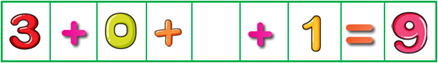 3 + 0 + + 1 = 9